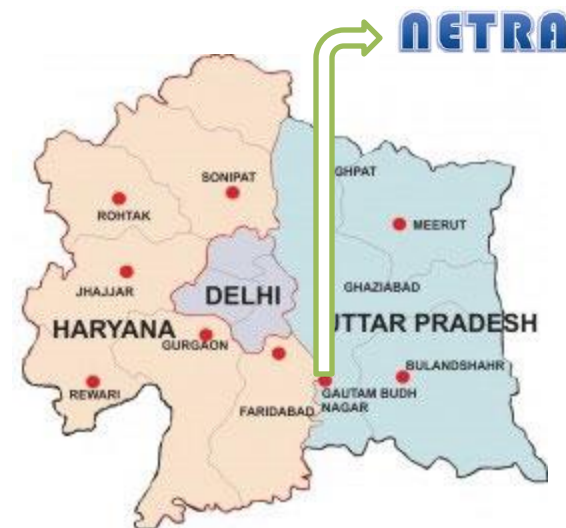 NETRA
SONIPAT
GHPAT
ROHTAK
MEERUT
JHAJJAR
GHAZIABAD
DELHI
HARYANA
UTTAR PRADESH
GURGAON
BULANDSHAHR
REWARI
GAUTAM BUDH
NAGAR
FARIDABAD